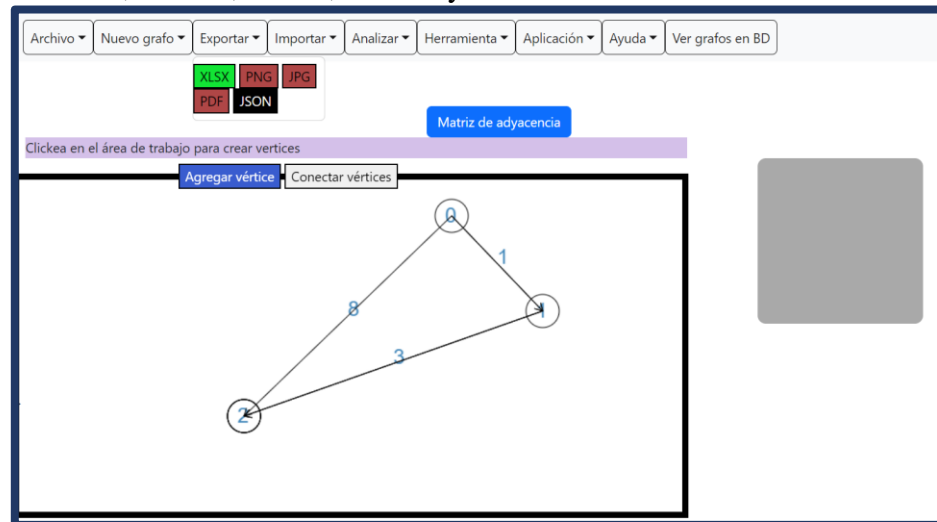 Archivo Nuevo grafo Exportar Importar Analizar Herramienta Aplicación Ayuda Ver grafos en BD
XLSX PNG JPG
PDF JSON
Matriz de adyacencia
Clickea en el área de trabajo para crear vertices
Agregar vértice Conectar vértices
0
1
8
1
3
2